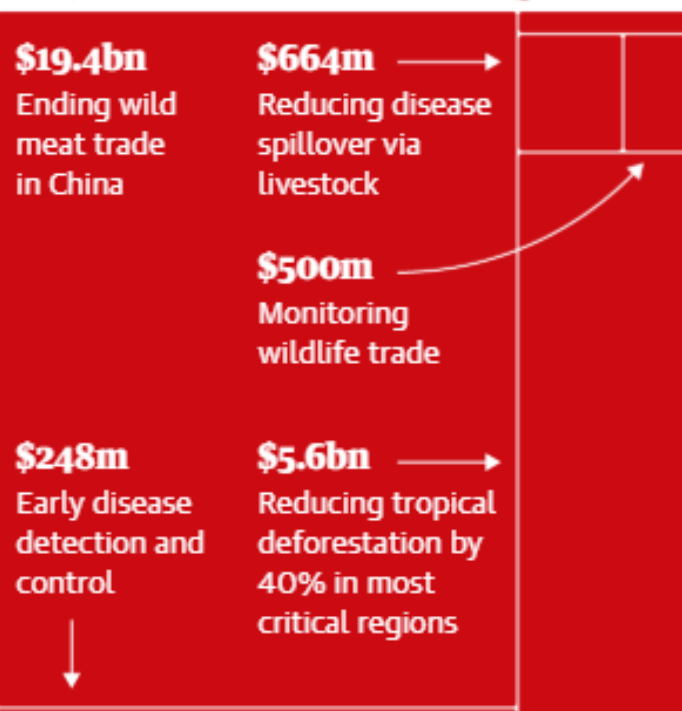 $19.4bn
Ending wild
meat trade
in China
$664m
Reducing disease
spillover via
livestock
$500m
Monitoring
wildlife trade
$248m
Early disease
detection and
control
$5.6bn
Reducing tropical
deforestation by
40% in most
critical regions